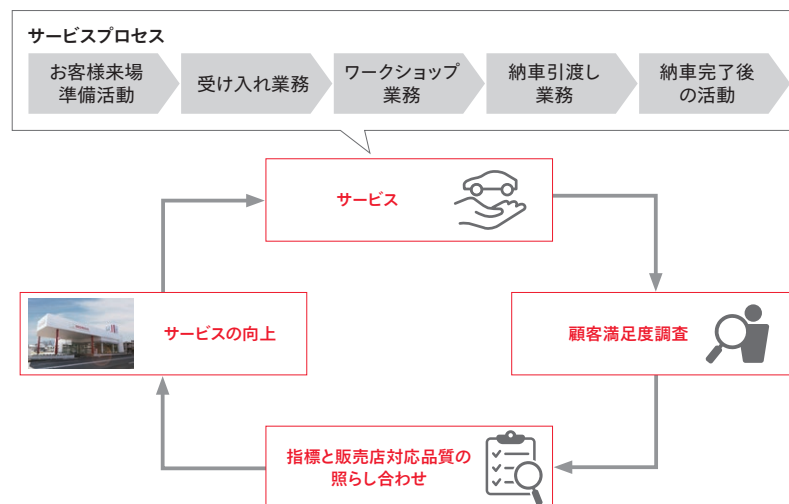 サービスプロセス
お客様来場
準備活動
受け入れ業務
ワークショップ
業務
納車引渡し
業務
納車完了後
の活動
サービス
サービスの向上
顧客満足度調査
指標と販売店対応品質の
照らし合わせ